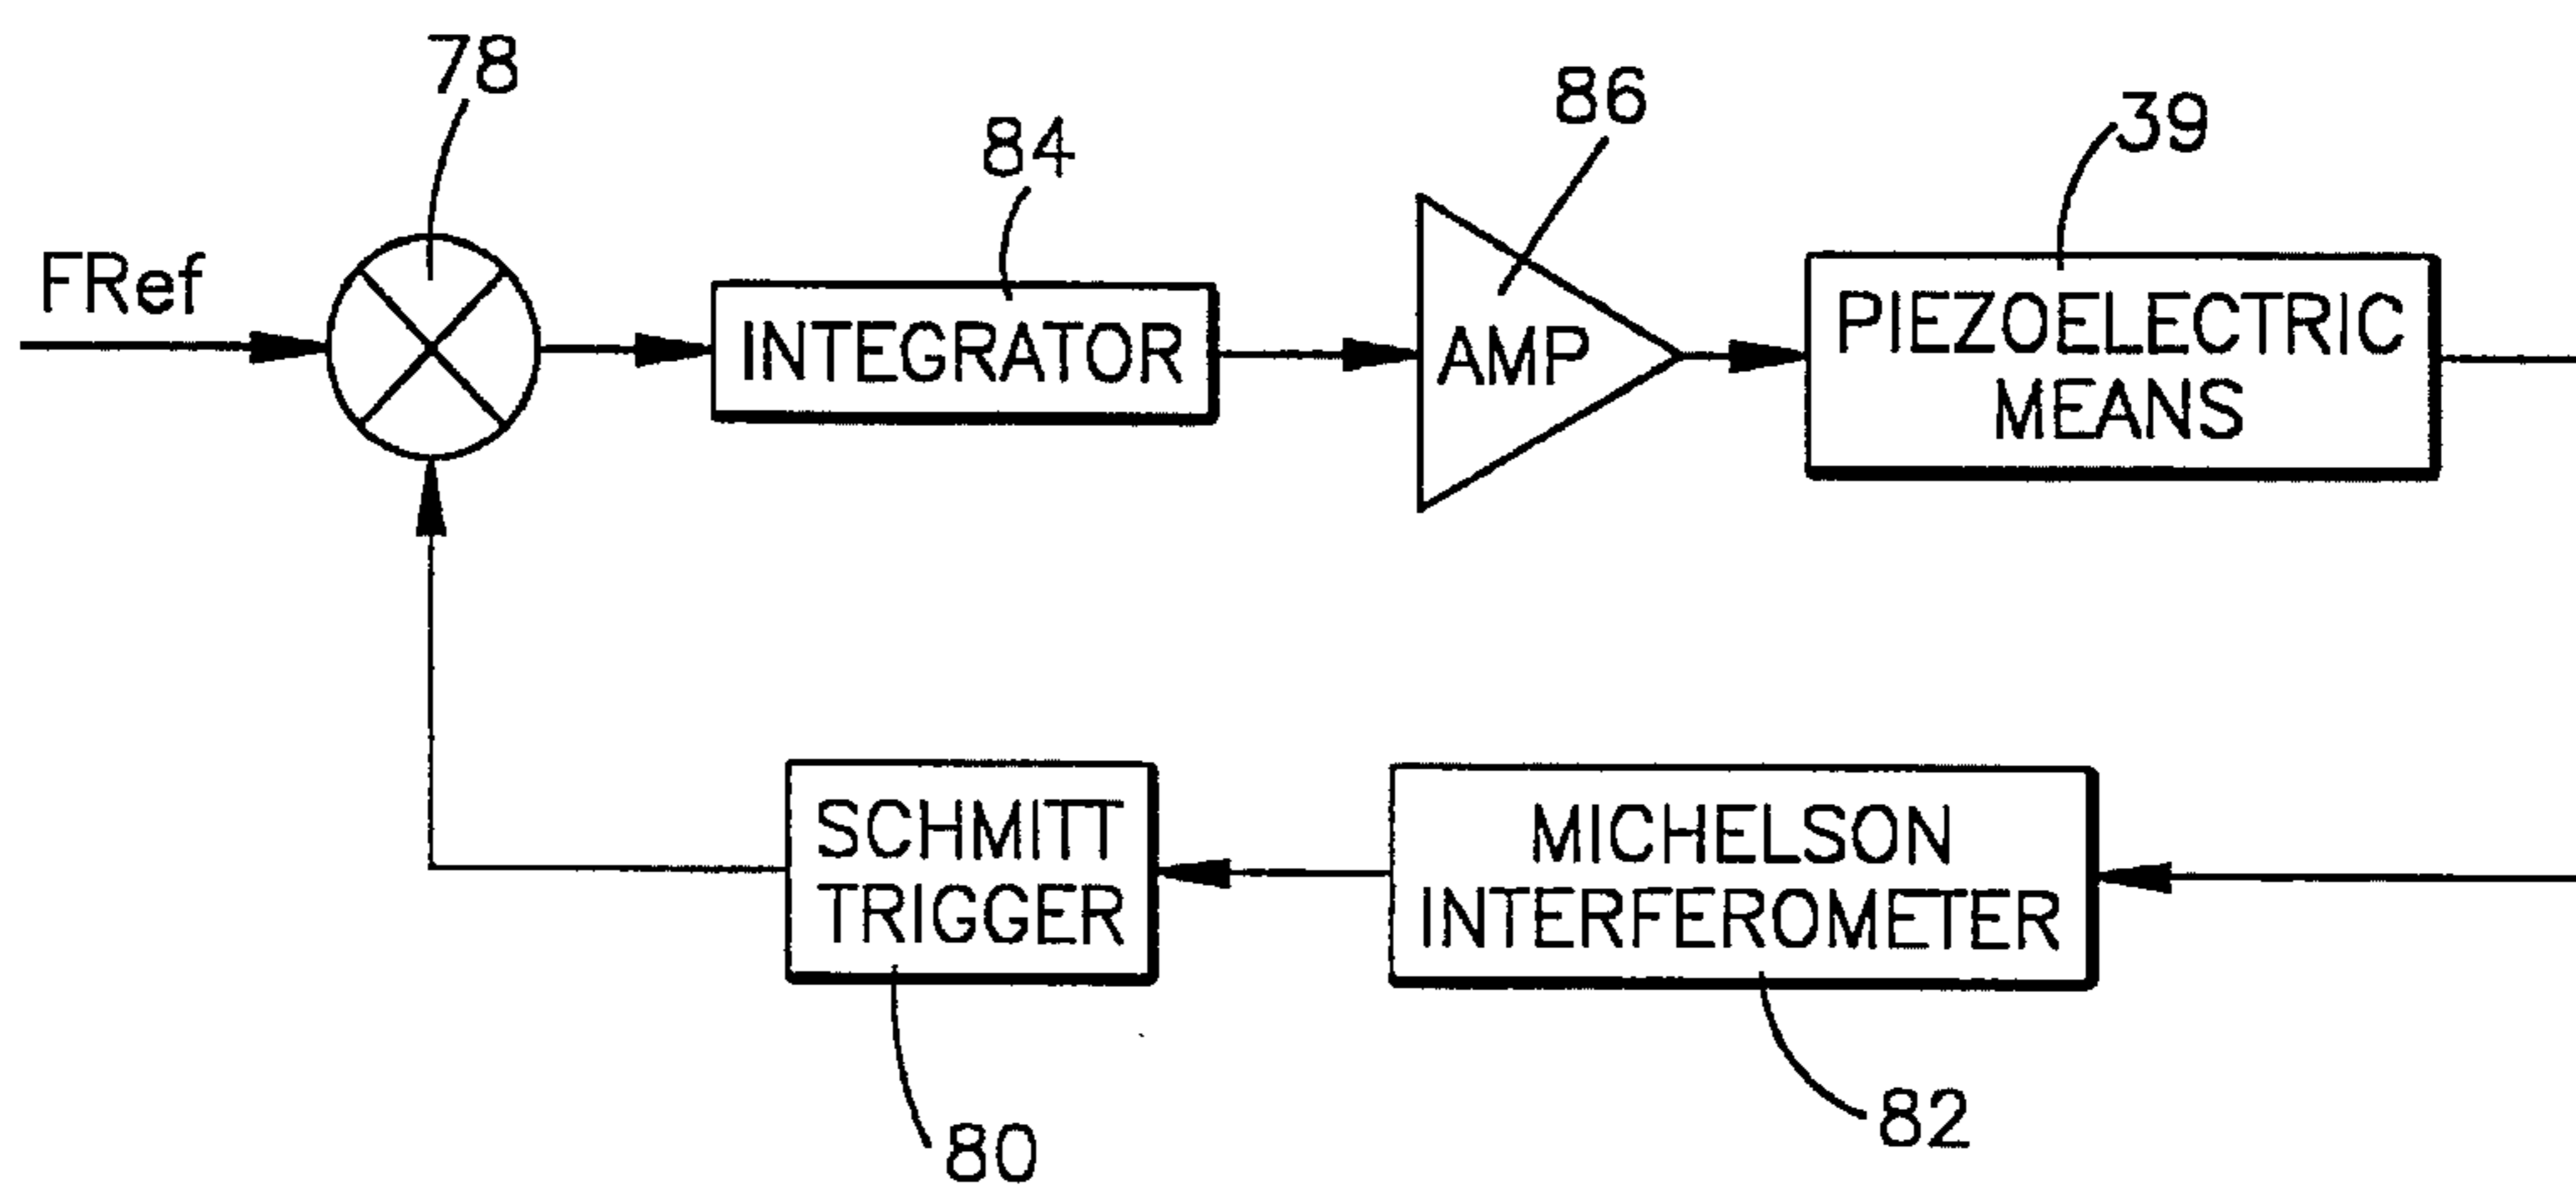 78
84
86
39
FRef
INTEGRATOR
AMP
PIEZOELECTRIC
MEANS
SCHMITT
TRIGGER
MICHELSON
INTERFEROMETER
80
82